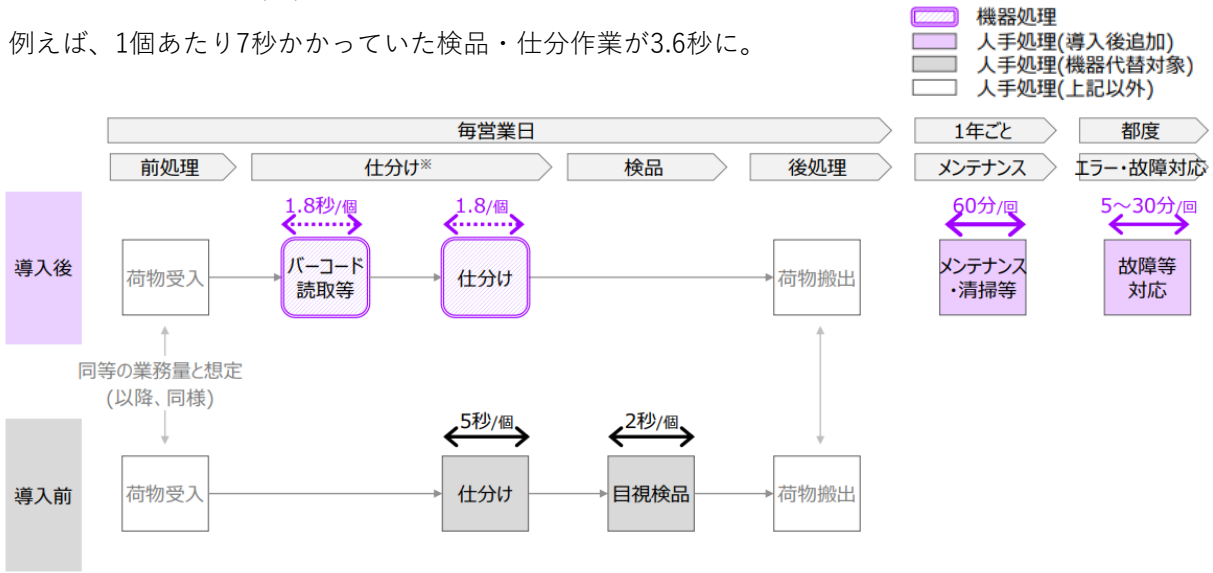 機器処理
例えば、1個あたり7秒かかっていた検品・仕分作業が3.6秒に。
人手処理(導入後追加)
人手処理(機器代替対象)
人手処理(上記以外)
毎営業日
1年ごと
都度
前処理
仕分け※
検品
後処理
メンテナンス
エラー・故障対応
1.8秒/個
1.8/個
60分/回
5～30分/回
導入後
荷物受入
バーコード
読取等
仕分け
荷物搬出
メンテナンス
・清掃等
故障等
対応
同等の業務量と想定
(以降、同様)
5秒/個
2秒/個
導入前
荷物受入
仕分け
目視検品
荷物搬出